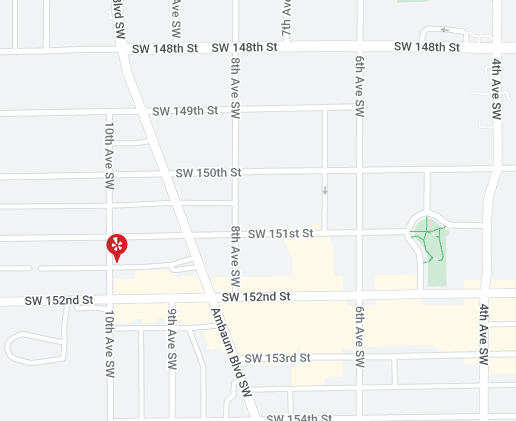 Blvd SW
Ave SW
7th Ave
SW 148th St
SW 148th St
SW 148th St
8th Ave SW
6th Ave SW
4th Ave SW
SW 149th St
10th Ave SW
SW 150th St
SW 151st St
8th Ave SW
SW 152nd St
SW 152nd St
10th Ave SW
9th Ave SW
Ambaum Blvd SW
6th Ave SW
4th Ave SW
SW 153rd St
SW 154th St